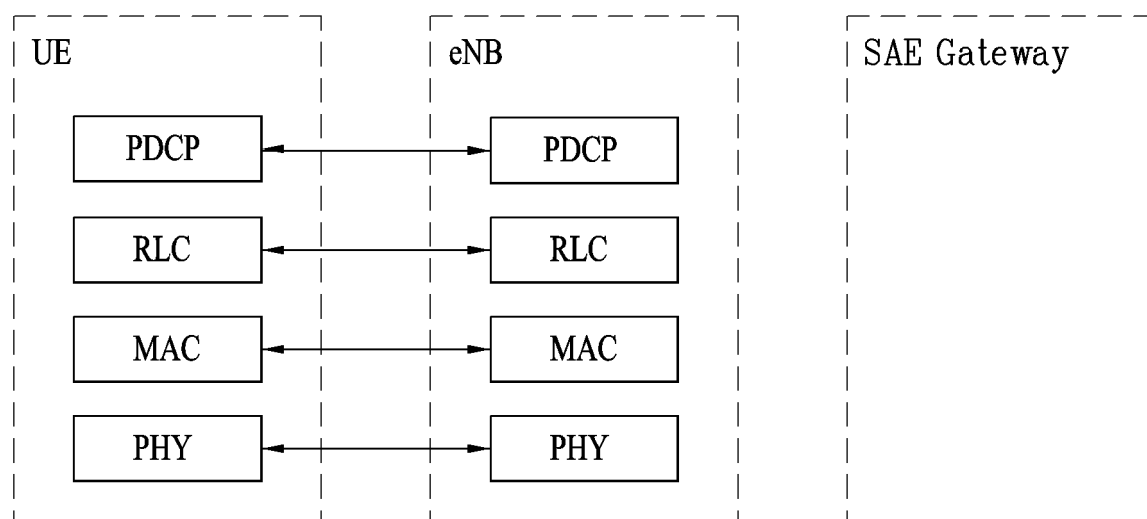 UE eNB SAE Gateway
PDCP PDCP
RLC RLC
MAC MAC
PHY PHY